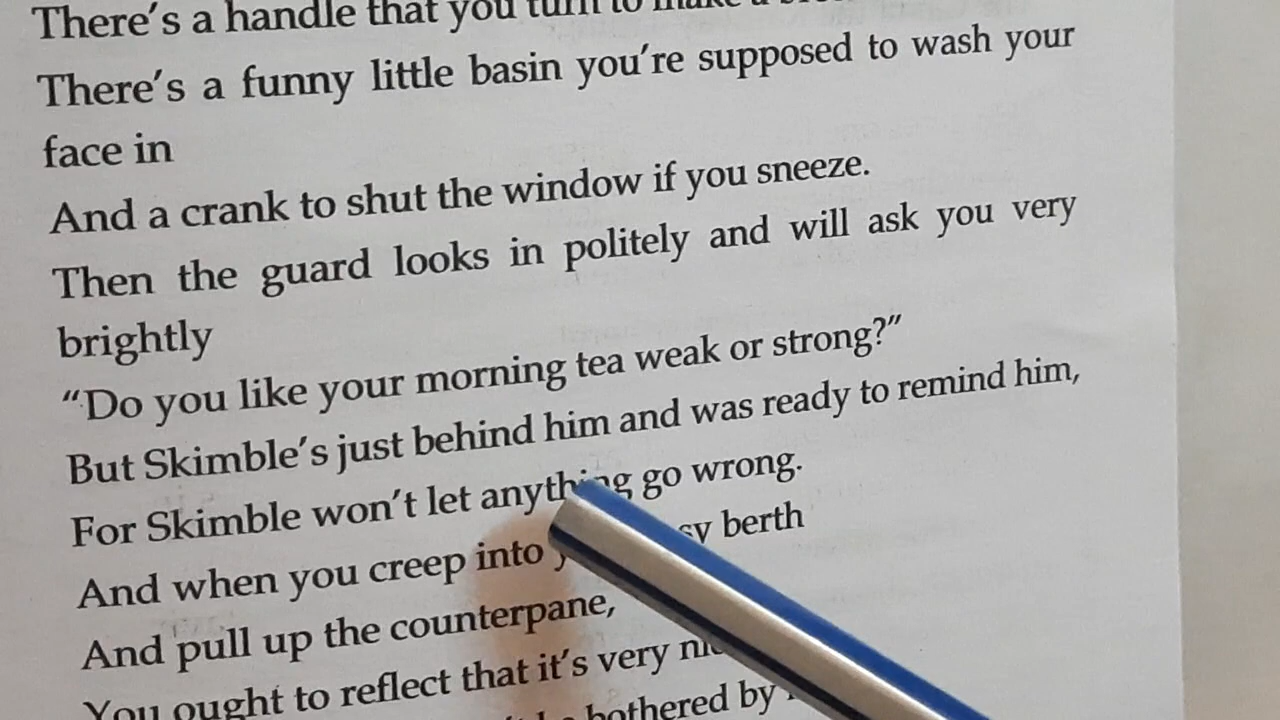 There's a handle that you turn to make a
There's a funny little basin you're supposed to wash your
face in
And a crank to shut the window if you sneeze.
Then the guard looks in politely and will ask you very
brightly
“Do you like your morning tea weak or strong?”
But Skimble's just behind him and was ready to remind him,
For Skimble won't let anything go wrong.
And when you creep into berth
And pull up the counterpane,
You ought to reflect that it's very
bothered by